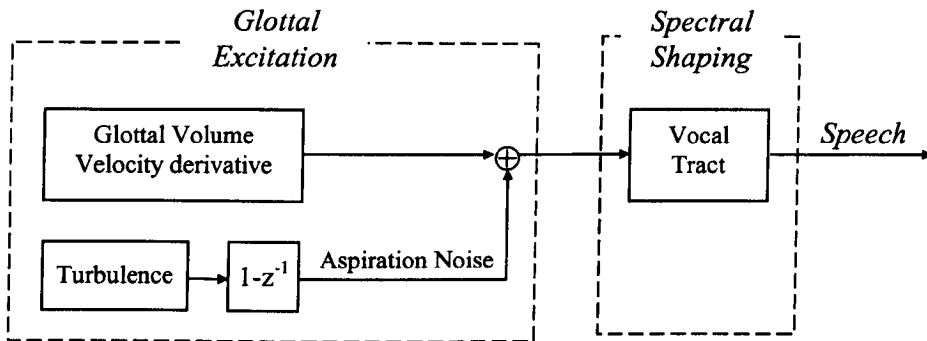 Glottal
Excitation
Spectral
Shaping
Glottal Volume
Velocity derivative
Vocal
Tract
Speech
Turbulence
1-z⁻¹
Aspiration Noise